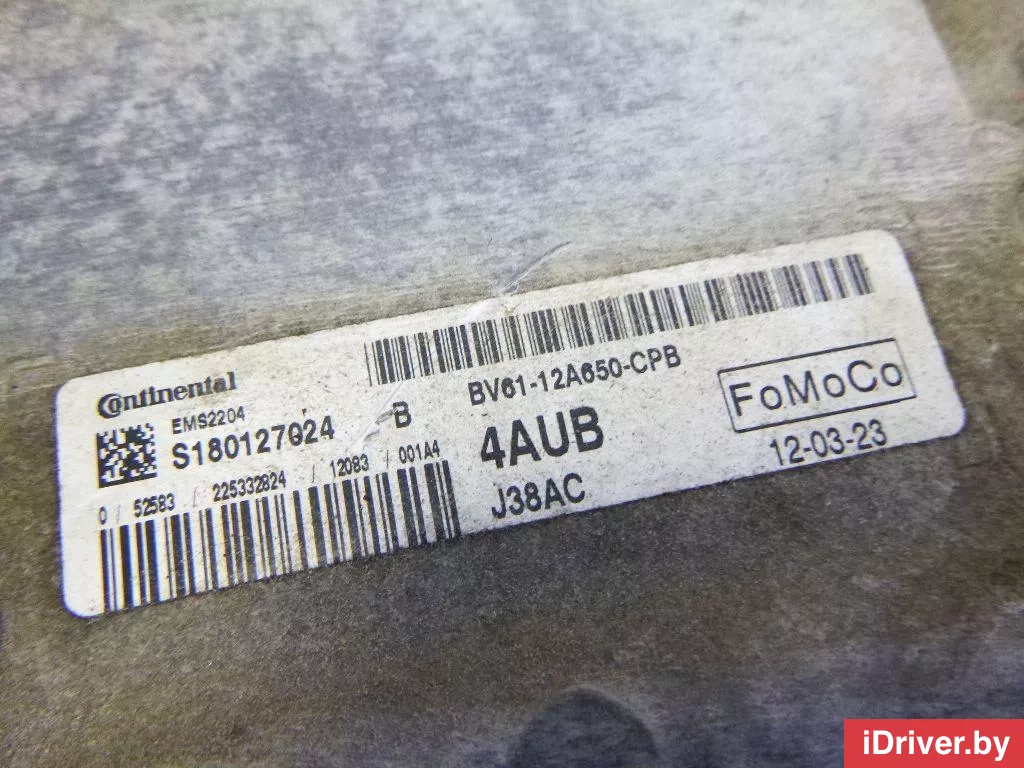 Continental
EMS2204
S180127024 B
0 / 52583 / 225332824 / 12083 / 001A4
BV61-12A650-CPB
4AUB
J38AC
FoMoCo
12-03-23
iDriver.by